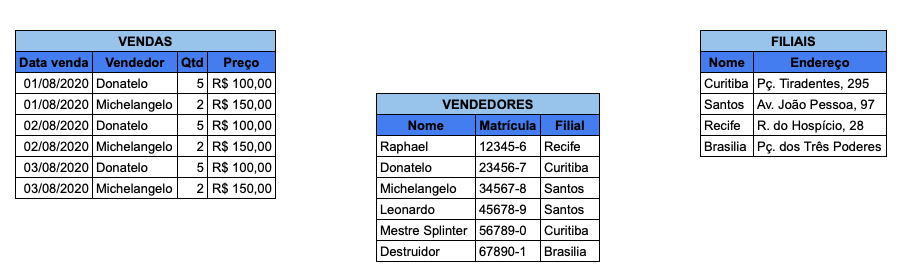 VENDAS
Data venda Vendedor Qtd Preço
01/08/2020 Donatelo 5 R$ 100,00
01/08/2020 Michelangelo 2 R$ 150,00
02/08/2020 Donatelo 5 R$ 100,00
02/08/2020 Michelangelo 2 R$ 150,00
03/08/2020 Donatelo 5 R$ 100,00
03/08/2020 Michelangelo 2 R$ 150,00
VENDEDORES
Nome Matrícula Filial
Raphael 12345-6 Recife
Donatelo 23456-7 Curitiba
Michelangelo 34567-8 Santos
Leonardo 45678-9 Santos
Mestre Splinter 56789-0 Curitiba
Destruidor 67890-1 Brasilia
FILIAIS
Nome Endereço
Curitiba Pç. Tiradentes, 295
Santos Av. João Pessoa, 97
Recife R. do Hospício, 28
Brasilia Pç. dos Três Poderes